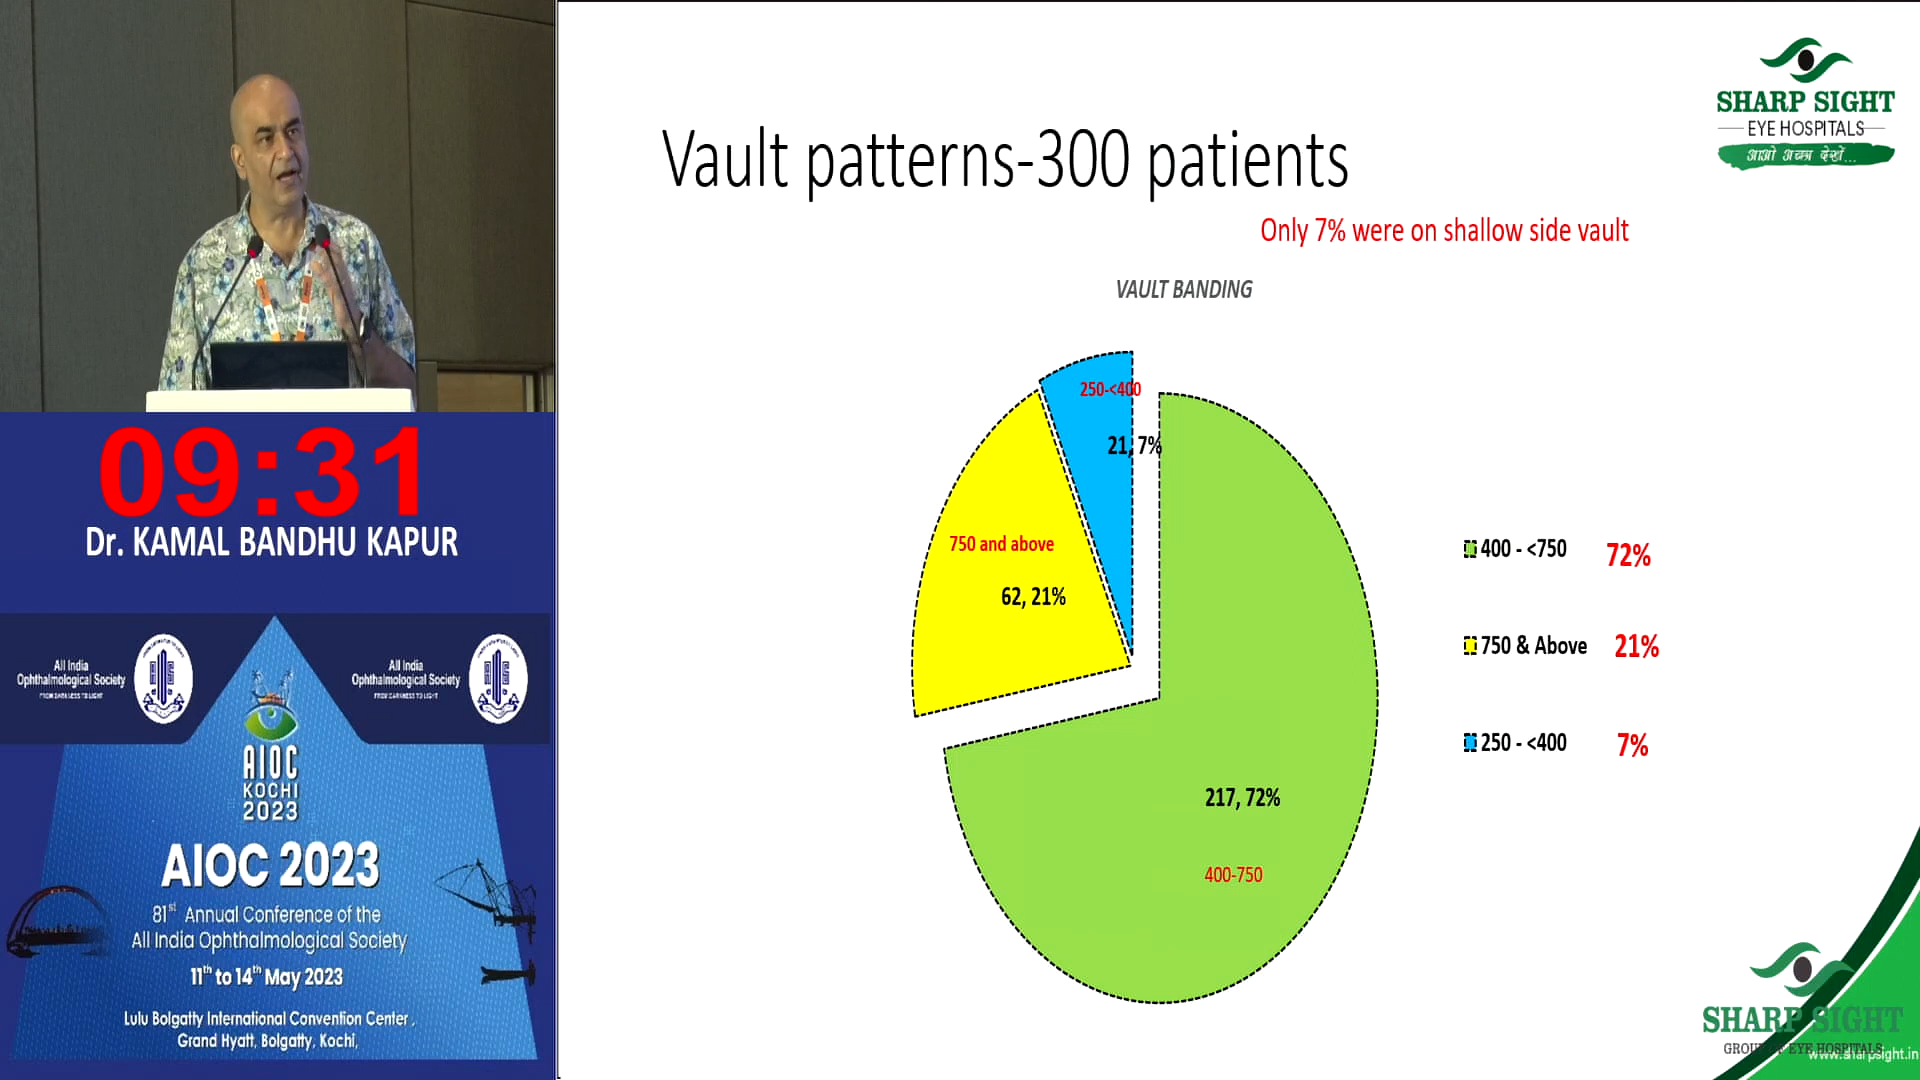 09:31
Dr. KAMAL BANDHU KAPUR
All India
Ophthalmological Society
FROM DARKNESS TO LIGHT
All India
Ophthalmological Society
FROM DARKNESS TO LIGHT
AIOC
KOCHI
2023
AIOC 2023
81st Annual Conference of the
All India Ophthalmological Society
11th to 14th May 2023
Lulu Bolgatty International Convention Center,
Grand Hyatt, Bolgatty, Kochi,
SHARP SIGHT
EYE HOSPITALS
आओ अच्छा देखें...
Vault patterns-300 patients
Only 7% were on shallow side vault
VAULT BANDING
250-<400
21, 7%
750 and above
62, 21%
217, 72%
400-750
400 - <750 72%
750 & Above 21%
250 - <400 7%
SHARP SIGHT
GROUP OF EYE HOSPITALS
www.sharpsight.in